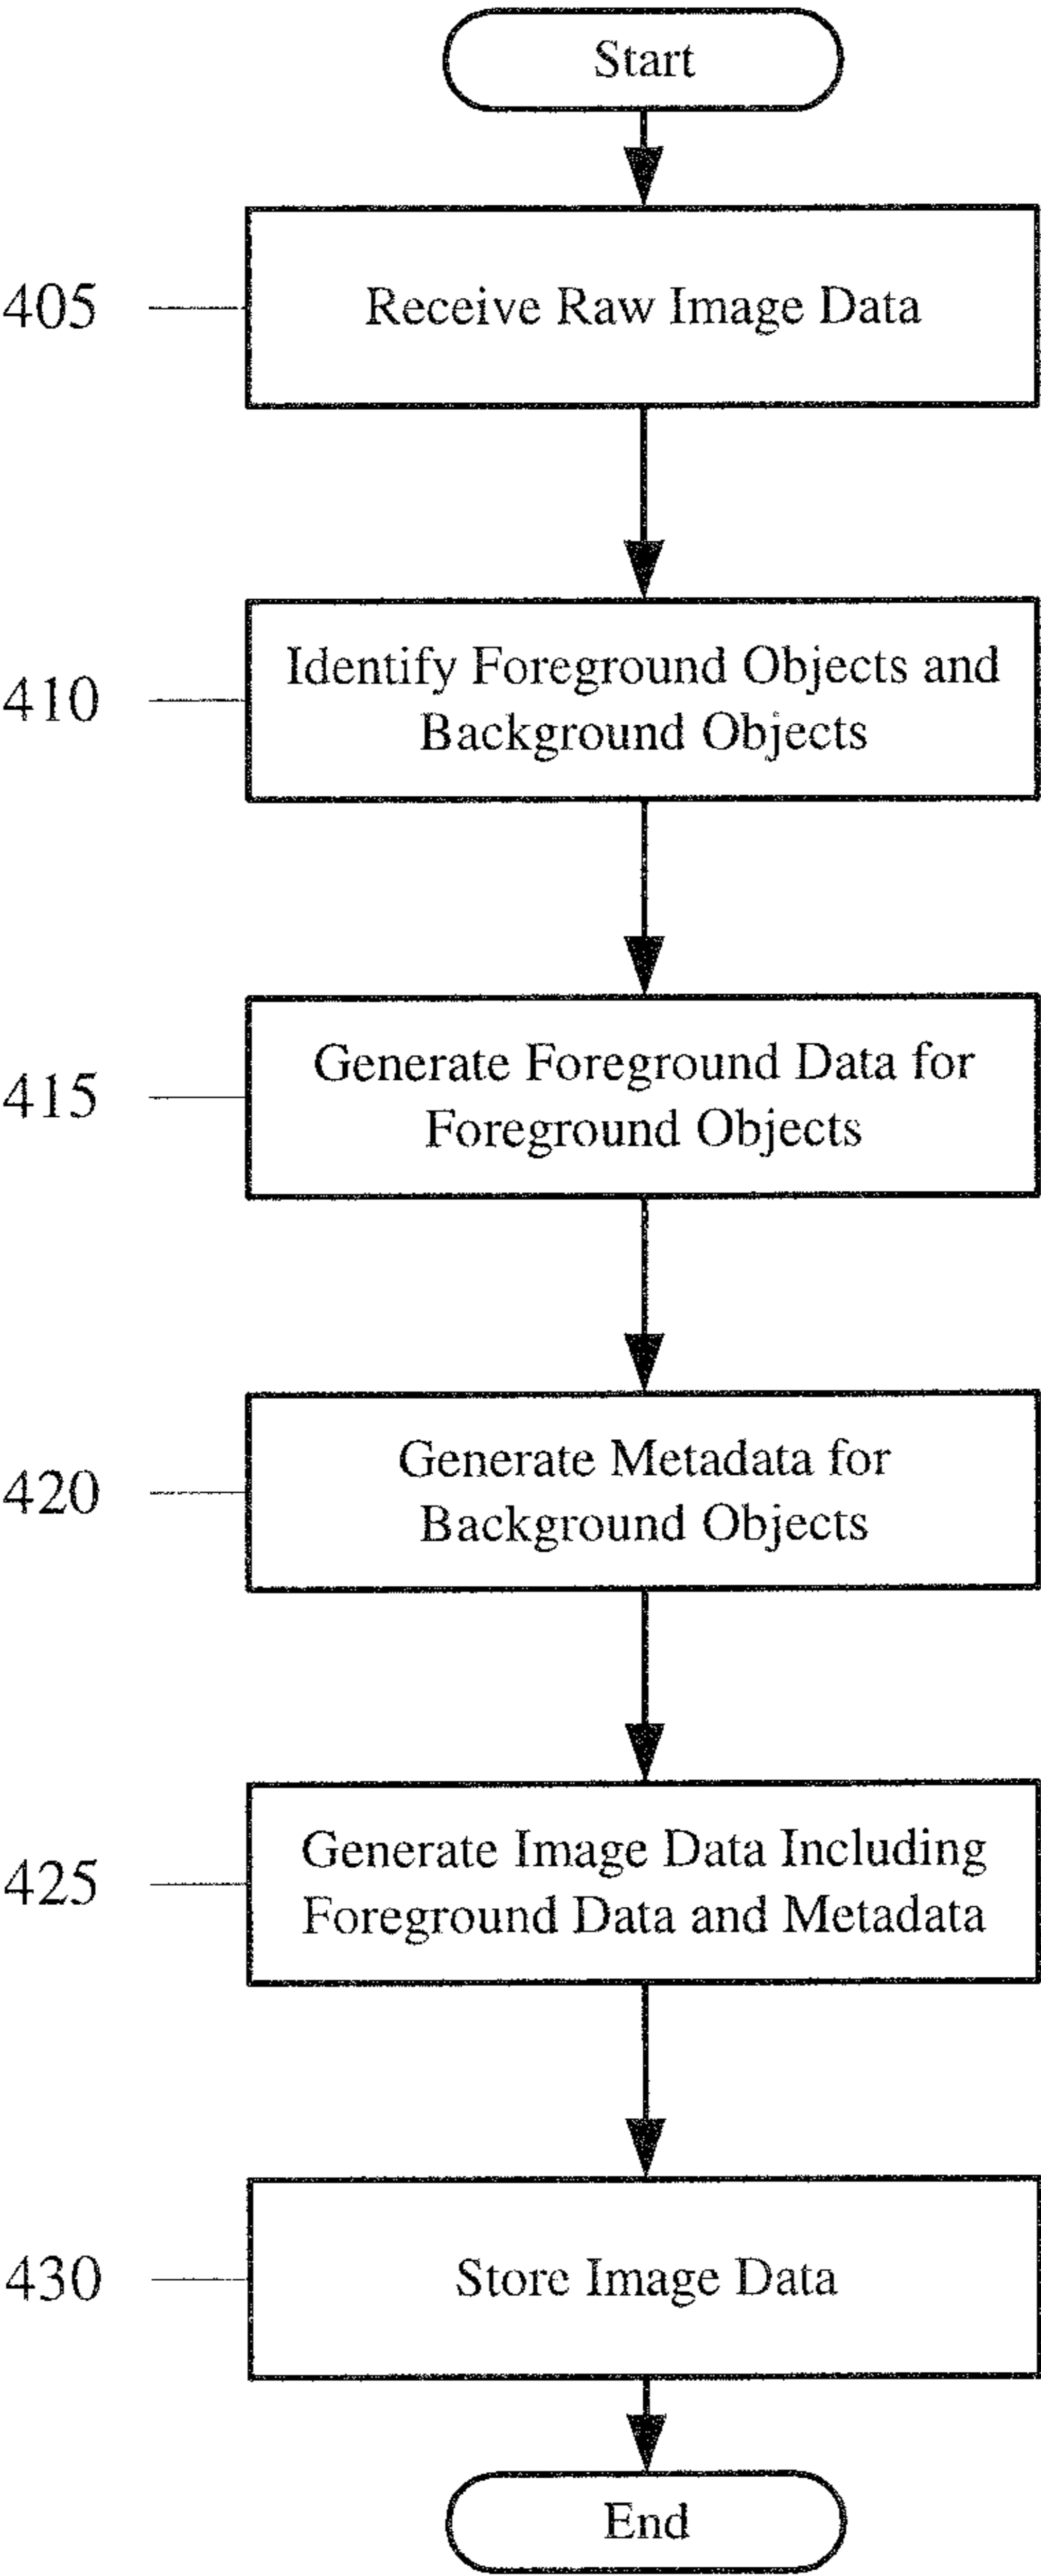 Start
405
Receive Raw Image Data
410
Identify Foreground Objects and
Background Objects
415
Generate Foreground Data for
Foreground Objects
420
Generate Metadata for
Background Objects
425
Generate Image Data Including
Foreground Data and Metadata
430
Store Image Data
End